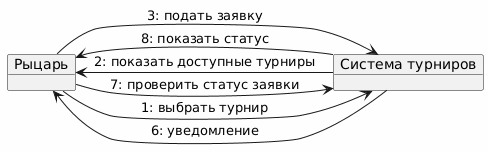 3: подать заявку
8: показать статус
Рыцарь
2: показать доступные турниры
Система турниров
7: проверить статус заявки
1: выбрать турнир
6: уведомление